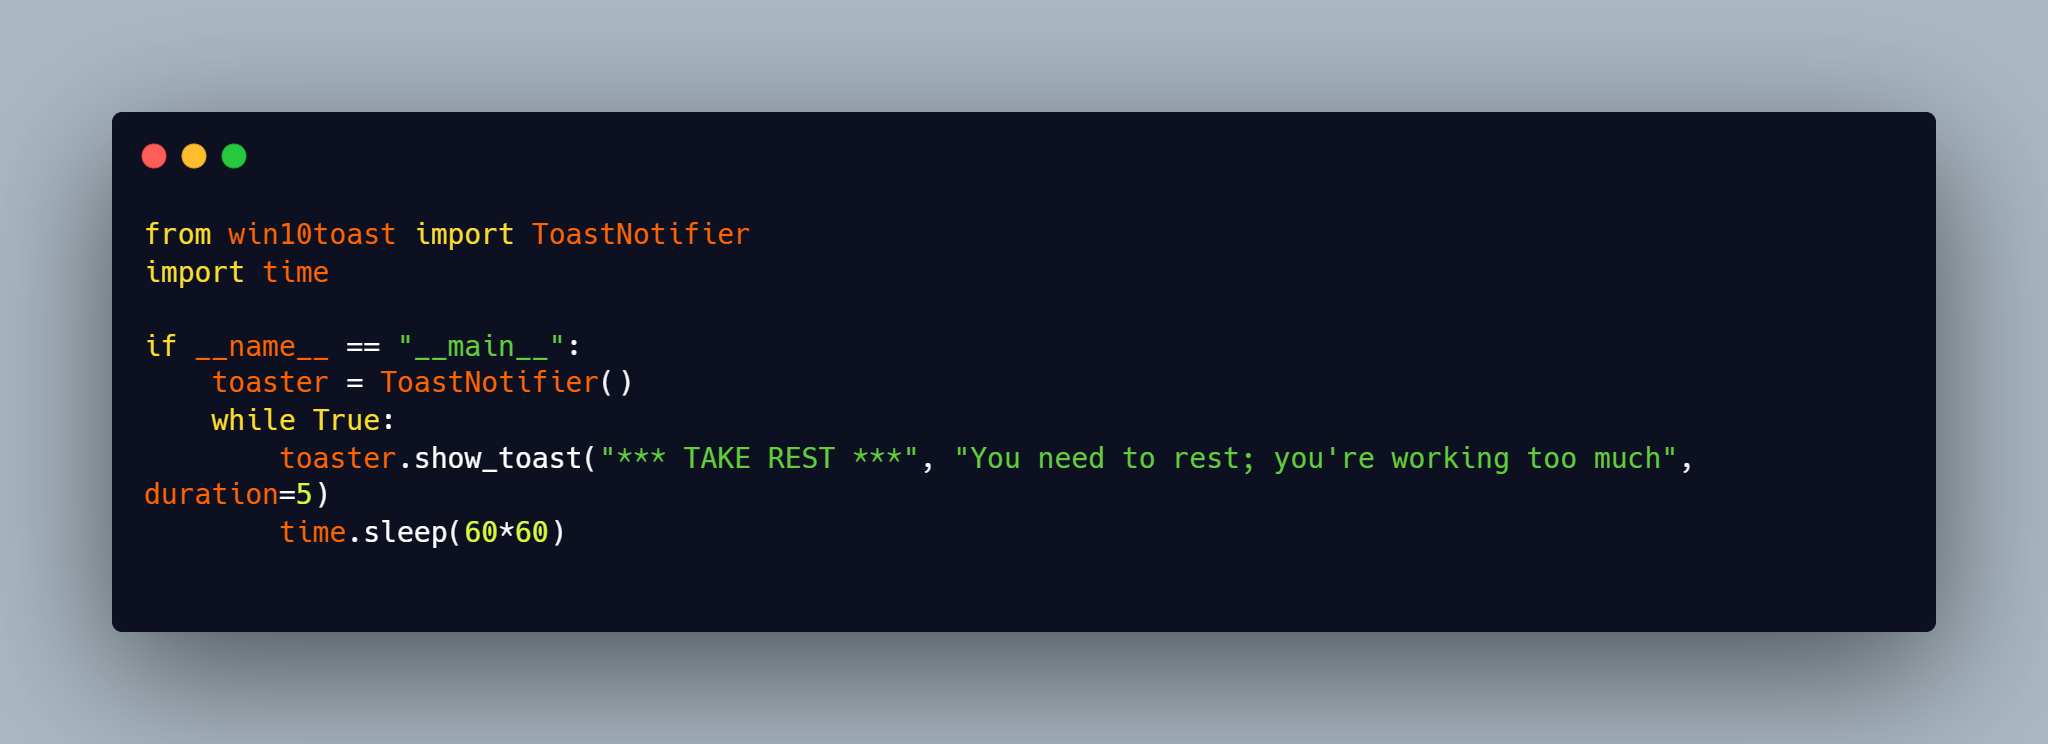 from win10toast import ToastNotifier
import time

if __name__ == "__main__":
    toaster = ToastNotifier()
    while True:
        toaster.show_toast("*** TAKE REST ***", "You need to rest; you're working too much",
duration=5)
        time.sleep(60*60)